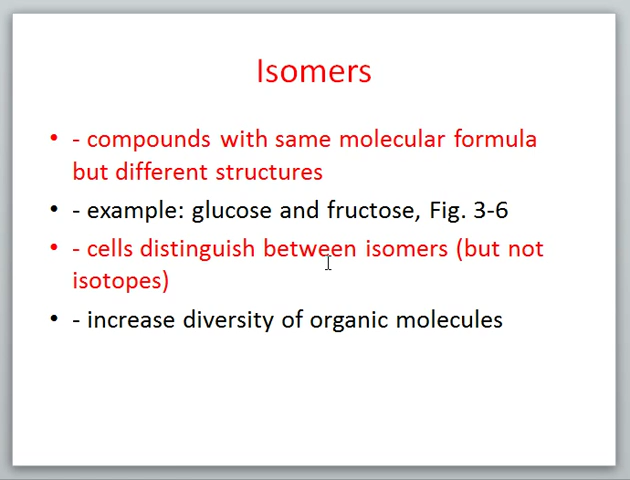 Isomers
• - compounds with same molecular formula
but different structures
• - example: glucose and fructose, Fig. 3-6
• - cells distinguish between isomers (but not
isotopes)
• - increase diversity of organic molecules